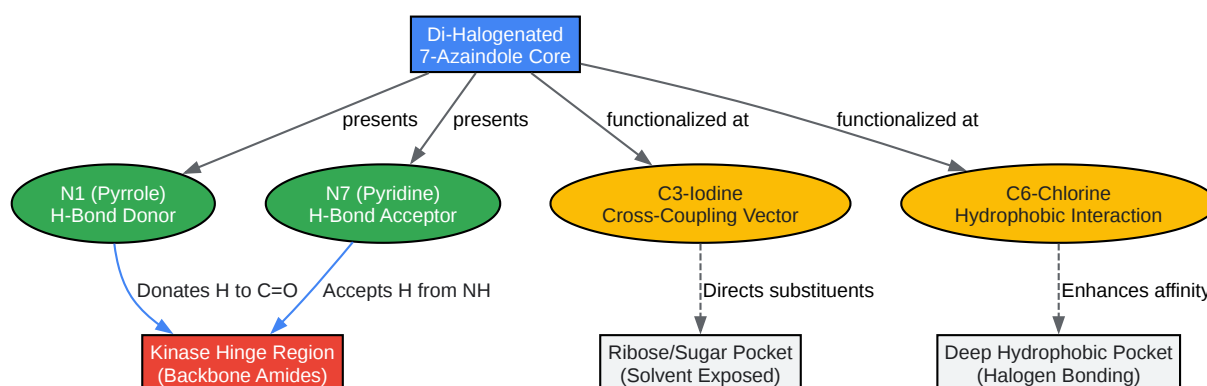 Di-Halogenated
7-Azaindole Core
presents
presents
functionalized at
functionalized at
N1 (Pyrrole)
H-Bond Donor
N7 (Pyridine)
H-Bond Acceptor
C3-Iodine
Cross-Coupling Vector
C6-Chlorine
Hydrophobic Interaction
Donates H to C=O
Accepts H from NH
Directs substituents
Enhances affinity
Kinase Hinge Region
(Backbone Amides)
Ribose/Sugar Pocket
(Solvent Exposed)
Deep Hydrophobic Pocket
(Halogen Bonding)